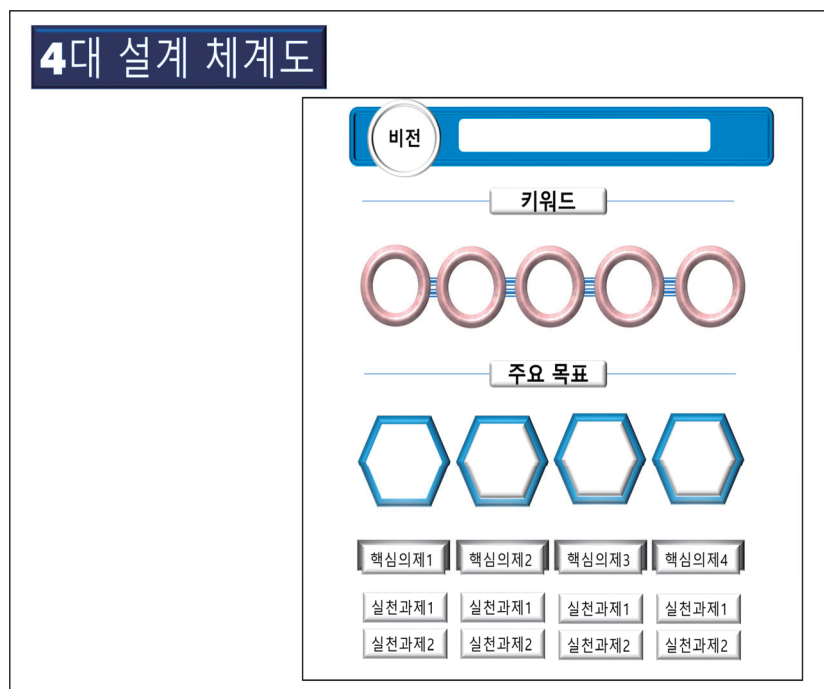 4대 설계 체계도
비전
키워드
주요 목표
핵심의제1 핵심의제2 핵심의제3 핵심의제4
실천과제1 실천과제1 실천과제1 실천과제1
실천과제2 실천과제2 실천과제2 실천과제2